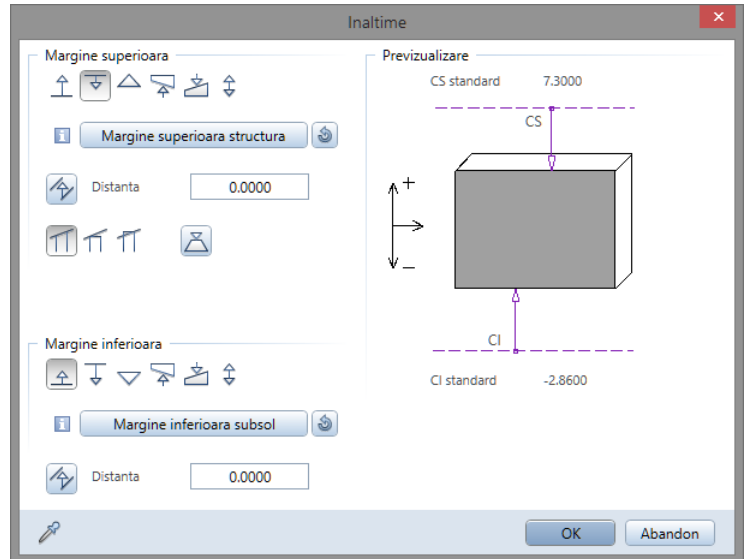 Inaltime
Margine superioara
Margine superioara structura
Distanta 0.0000
Margine inferioara
Margine inferioara subsol
Distanta 0.0000
Previzualizare
CS standard 7.3000
CS
+
−
CI
CI standard -2.8600
OK Abandon